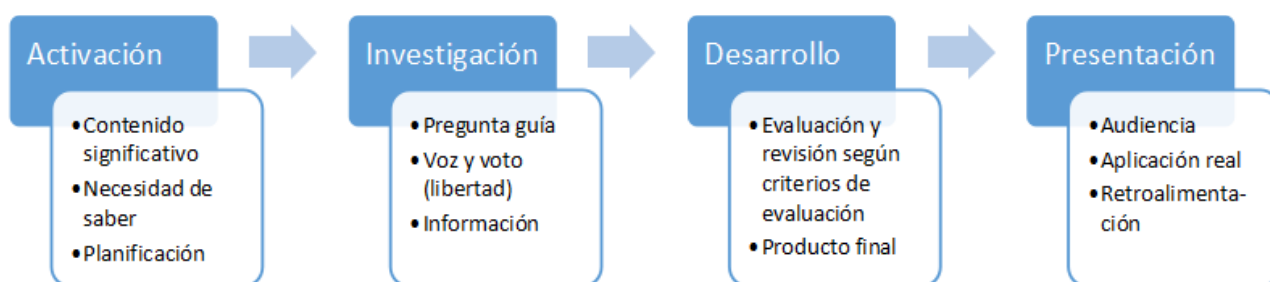 Activación
•Contenido
significativo
•Necesidad de
saber
•Planificación
Investigación
•Pregunta guía
•Voz y voto
(libertad)
•Información
Desarrollo
•Evaluación y
revisión según
criterios de
evaluación
•Producto final
Presentación
•Audiencia
•Aplicación real
•Retroalimenta-
ción